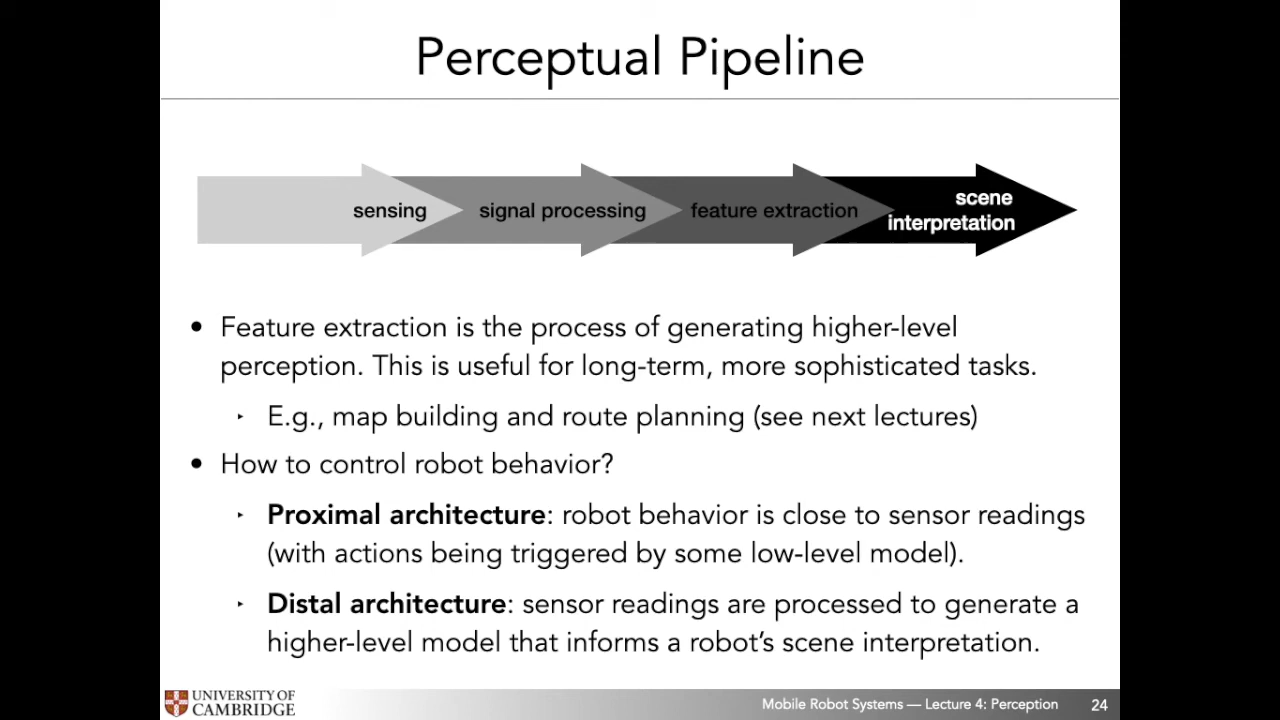 Perceptual Pipeline
sensing
signal processing
feature extraction
scene
interpretation
• Feature extraction is the process of generating higher-level
perception. This is useful for long-term, more sophisticated tasks.
‣ E.g., map building and route planning (see next lectures)
• How to control robot behavior?
‣ Proximal architecture: robot behavior is close to sensor readings
(with actions being triggered by some low-level model).
‣ Distal architecture: sensor readings are processed to generate a
higher-level model that informs a robot’s scene interpretation.
UNIVERSITY OF
CAMBRIDGE
Mobile Robot Systems — Lecture 4: Perception
24